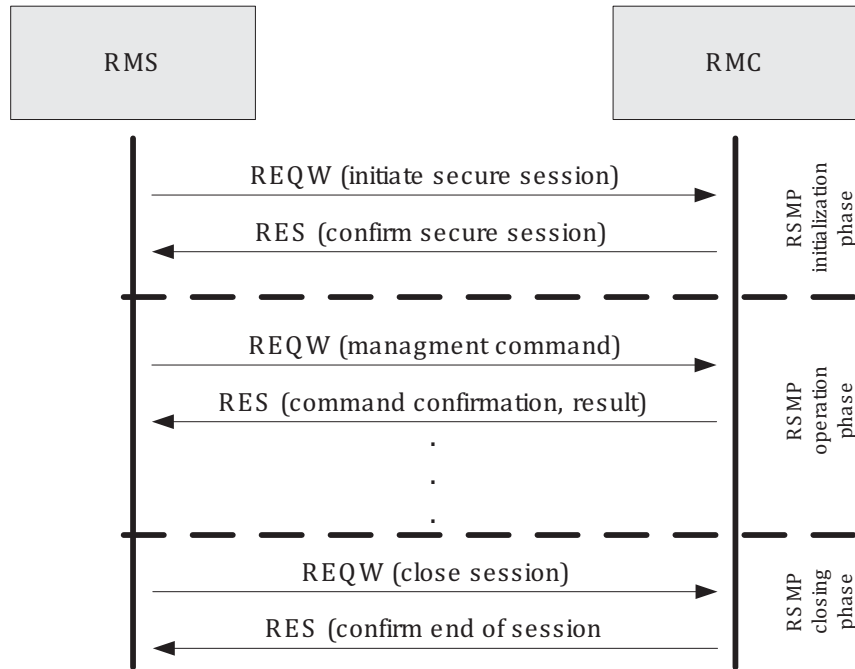 RMS
RMC
REQW (initiate secure session)
RES (confirm secure session)
RSMP
initialization
phase
REQW (managment command)
RES (command confirmation, result)
.
.
.
RSMP
operation
phase
REQW (close session)
RES (confirm end of session
RSMP
closing
phase